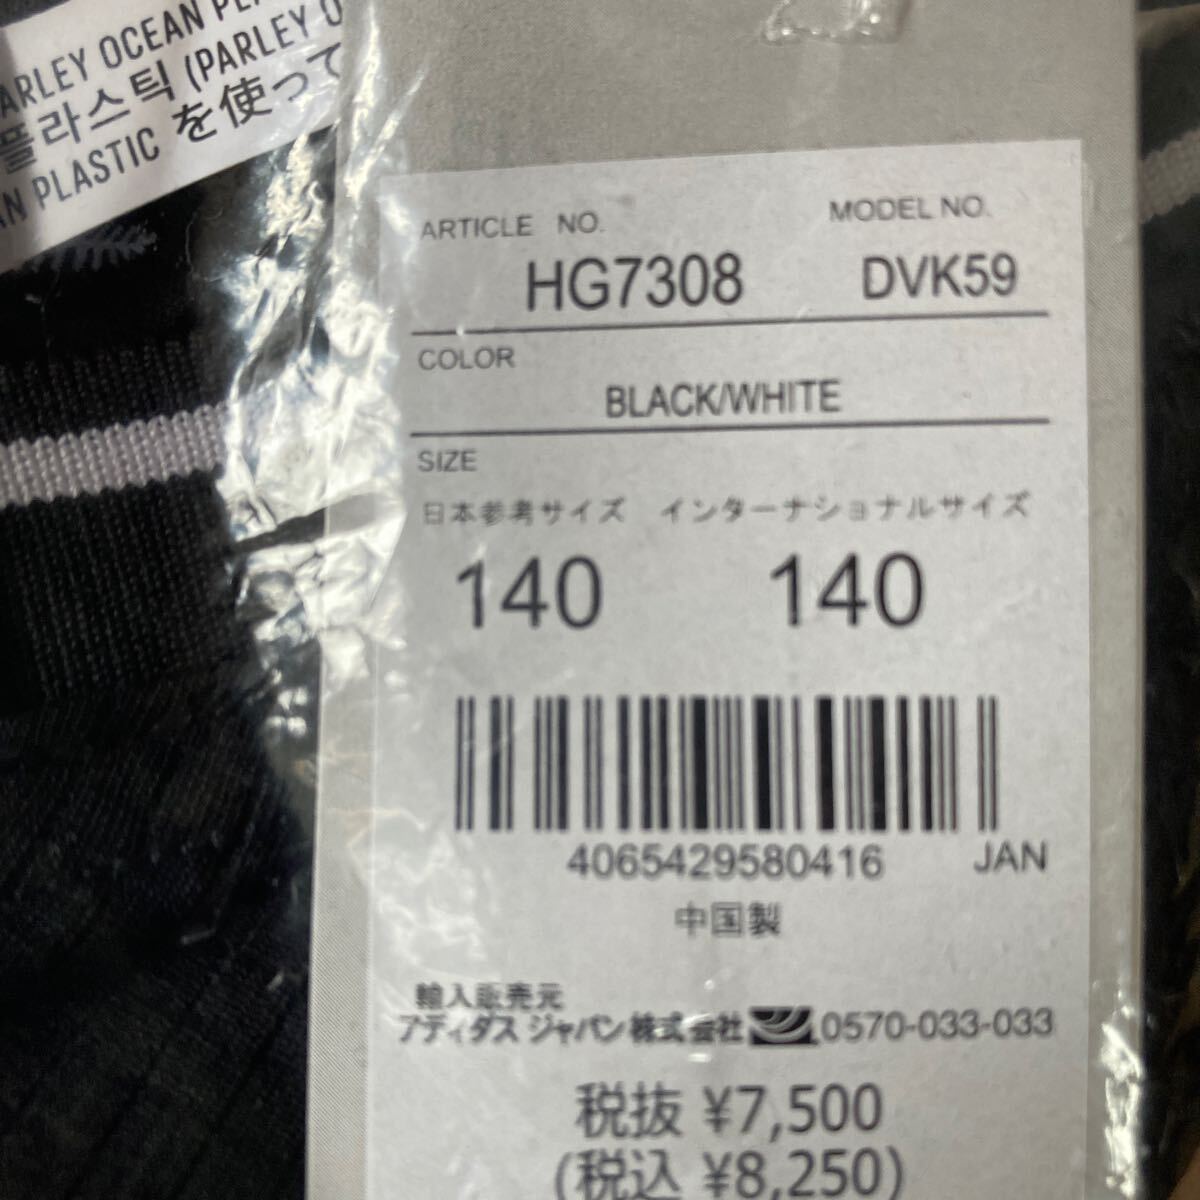 ARLEY OCEAN
플라스틱 (PARLEY O
AN PLASTIC を使って
ARTICLE NO. MODEL NO.
HG7308 DVK59
COLOR
BLACK/WHITE
SIZE
日本参考サイズ インターナショナルサイズ
140 140
4065429580416 JAN
中国製
輸入販売元
アディダス ジャパン株式会社 0570-033-033
税抜 ¥7,500
(税込 ¥8,250)